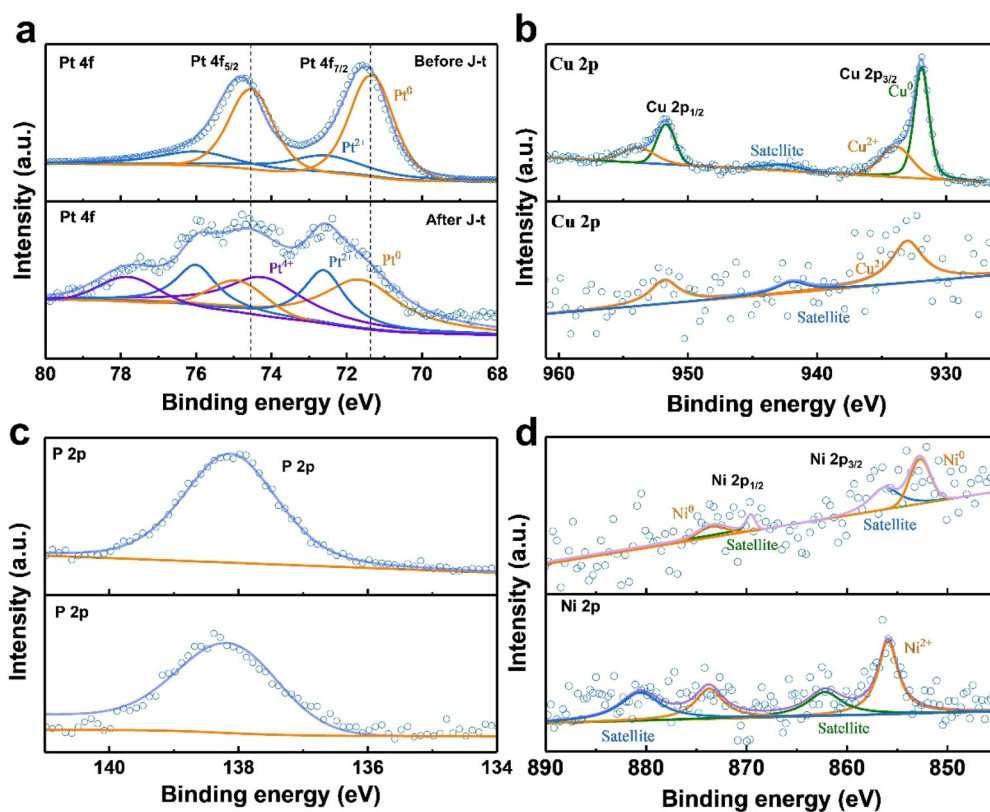 a
Pt 4f
Pt 4f5/2
Pt 4f7/2
Before J-t
Pt0
Pt2+
Pt 4f
After J-t
Pt4+
Pt2+
Pt0
Intensity (a.u.)
80 78 76 74 72 70 68
Binding energy (eV)
b
Cu 2p
Cu 2p3/2
Cu0
Cu 2p1/2
Cu2+
Satellite
Cu 2p
Cu2+
Satellite
Intensity (a.u.)
960 950 940 930
Binding energy (eV)
c
P 2p
P 2p
P 2p
Intensity (a.u.)
140 138 136 134
Binding energy (eV)
d
Ni 2p
Ni 2p3/2
Ni0
Ni 2p1/2
Ni0
Satellite
Satellite
Ni 2p
Ni2+
Satellite
Satellite
Intensity (a.u.)
890 880 870 860 850
Binding energy (eV)